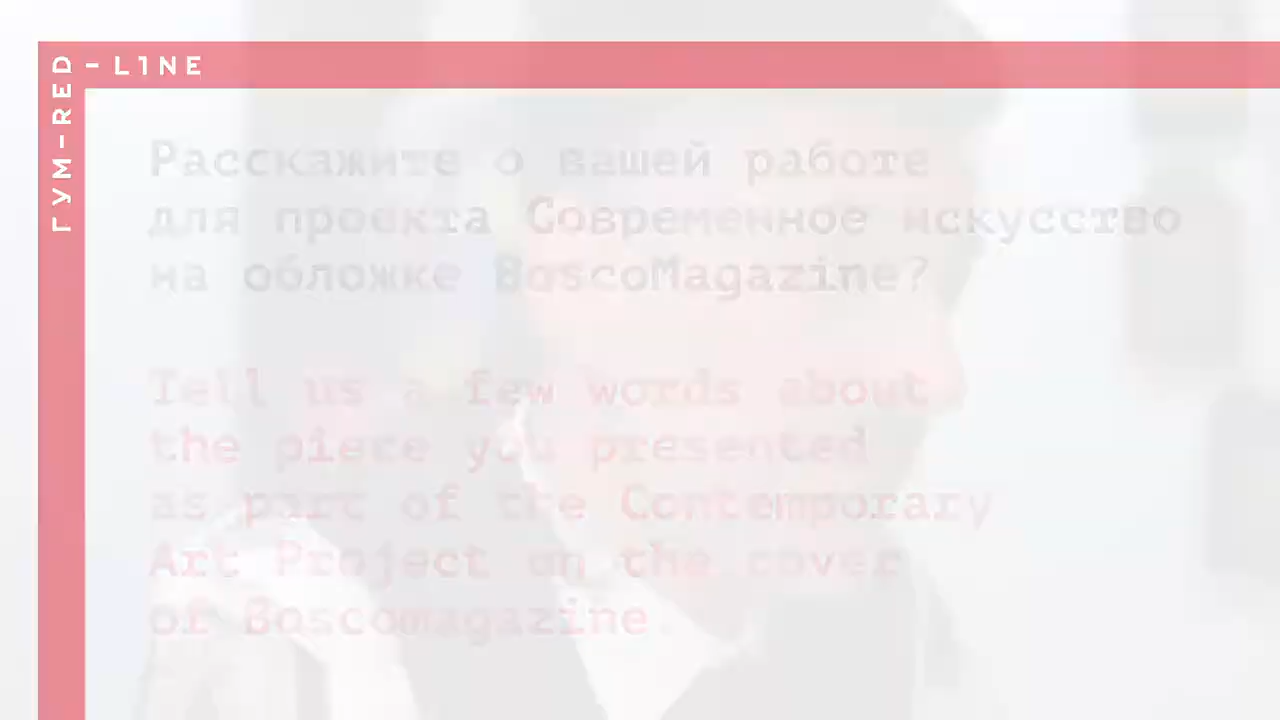 ГУМ-RED-LINE
Расскажите о вашей работе
для проекта Современное искусство
на обложке BoscoMagazine?
Tell us a few words about
the piece you presented
as part of the Contemporary
Art Project on the cover
of Boscomagazine.